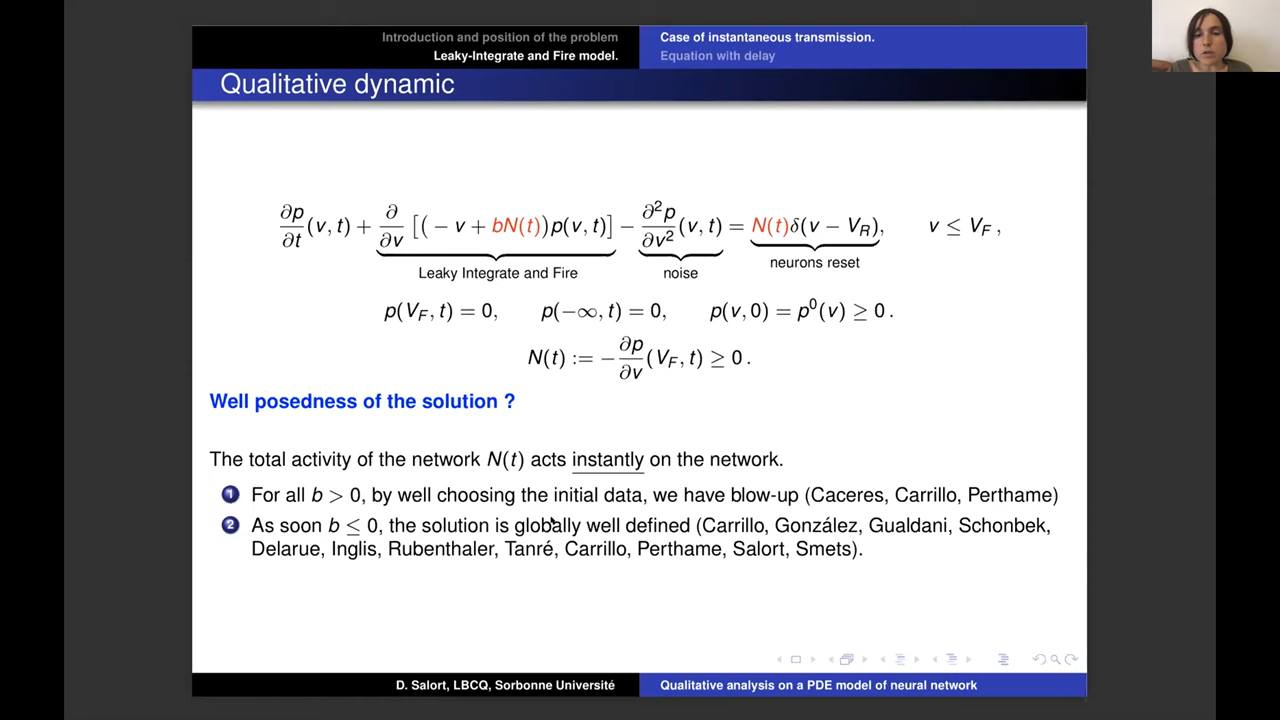 Introduction and position of the problem
Leaky-Integrate and Fire model.
Case of instantaneous transmission.
Equation with delay
Qualitative dynamic
∂p/∂t (v, t) + ∂/∂v [(−v + bN(t))p(v, t)] − ∂²p/∂v² (v, t) = N(t)δ(v − V_R), v ≤ V_F ,
Leaky Integrate and Fire
noise
neurons reset
p(V_F, t) = 0, p(−∞, t) = 0, p(v, 0) = p⁰(v) ≥ 0 .
N(t) := − ∂p/∂v (V_F, t) ≥ 0 .
Well posedness of the solution ?
The total activity of the network N(t) acts instantly on the network.
1 For all b > 0, by well choosing the initial data, we have blow-up (Caceres, Carrillo, Perthame)
2 As soon b ≤ 0, the solution is globally well defined (Carrillo, González, Gualdani, Schonbek,
Delarue, Inglis, Rubenthaler, Tanré, Carrillo, Perthame, Salort, Smets).
D. Salort, LBCQ, Sorbonne Université
Qualitative analysis on a PDE model of neural network